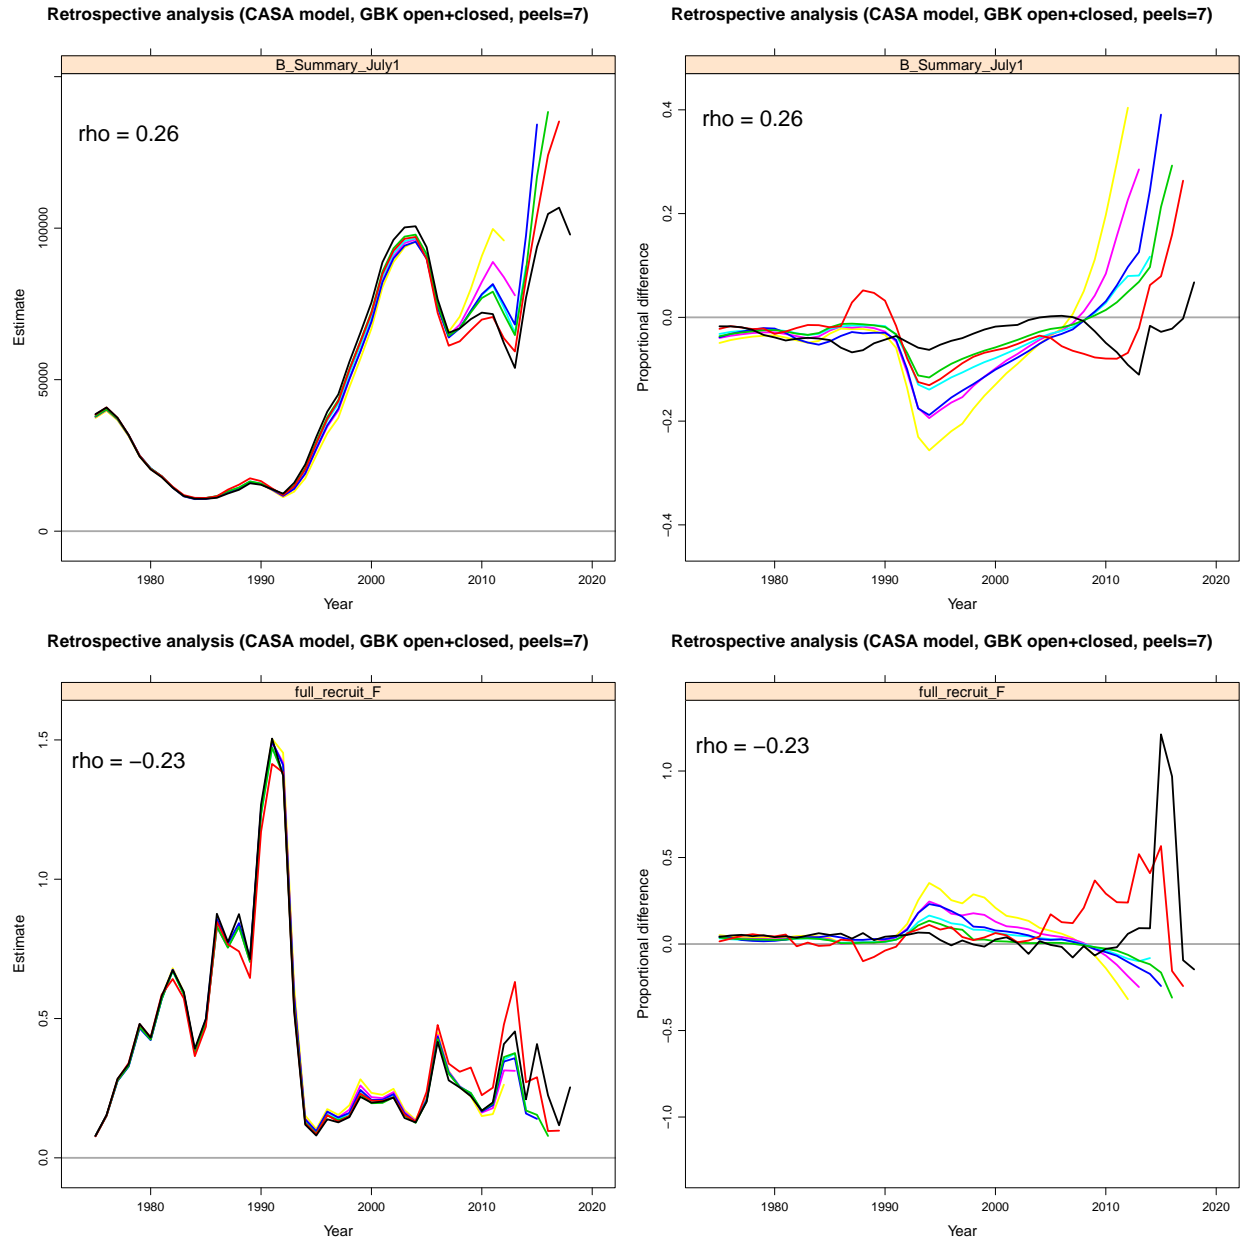 Retrospective analysis (CASA model, GBK open+closed, peels=7)
B_Summary_July1
rho = 0.26
Estimate
100000
50000
0
1980
1990
2000
2010
2020
Year
Retrospective analysis (CASA model, GBK open+closed, peels=7)
B_Summary_July1
rho = 0.26
Proportional difference
0.4
0.2
0.0
−0.2
−0.4
1980
1990
2000
2010
2020
Year
Retrospective analysis (CASA model, GBK open+closed, peels=7)
full_recruit_F
rho = −0.23
Estimate
1.5
1.0
0.5
0.0
1980
1990
2000
2010
2020
Year
Retrospective analysis (CASA model, GBK open+closed, peels=7)
full_recruit_F
rho = −0.23
Proportional difference
1.0
0.5
0.0
−0.5
−1.0
1980
1990
2000
2010
2020
Year